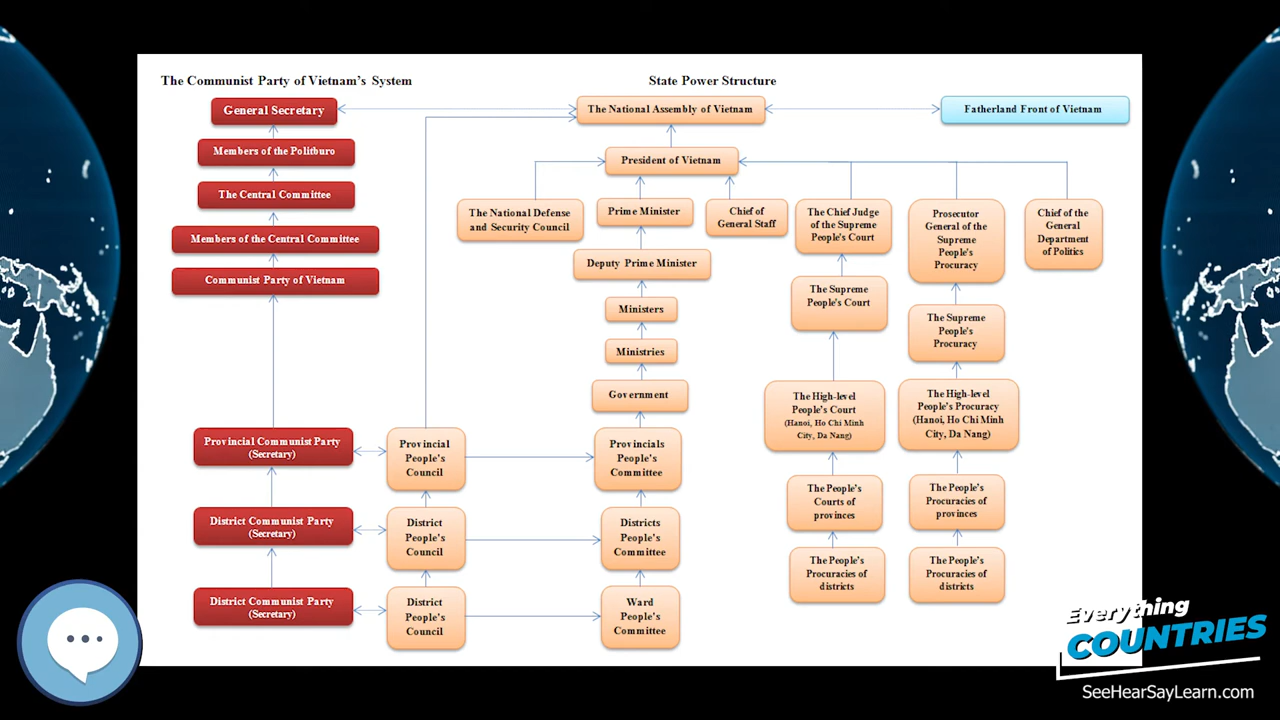 The Communist Party of Vietnam's System
State Power Structure
General Secretary
The National Assembly of Vietnam
Fatherland Front of Vietnam
Members of the Politburo
President of Vietnam
The Central Committee
The National Defense
and Security Council
Prime Minister
Chief of
General Staff
The Chief Judge
of the Supreme
People's Court
Prosecutor
General of the
Supreme
People's
Procuracy
Chief of the
General
Department
of Politics
Members of the Central Committee
Deputy Prime Minister
Communist Party of Vietnam
The Supreme
People's Court
Ministers
The Supreme
People's
Procuracy
Ministries
Government
The High-level
People's Court
(Hanoi, Ho Chi Minh
City, Da Nang)
The High-level
People's Procuracy
(Hanoi, Ho Chi Minh
City, Da Nang)
Provincial Communist Party
(Secretary)
Provincial
People's
Council
Provincials
People's
Committee
The People's
Courts of
provinces
The People's
Procuracies of
provinces
District Communist Party
(Secretary)
District
People's
Council
Districts
People's
Committee
The People's
Procuracies of
districts
The People's
Procuracies of
districts
District Communist Party
(Secretary)
District
People's
Council
Ward
People's
Committee
Everything
COUNTRIES
SeeHearSayLearn.com